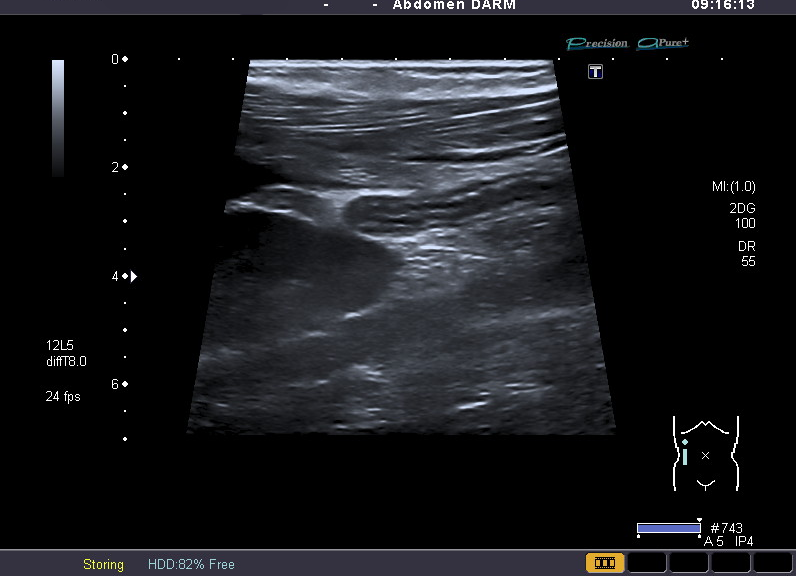 - - Abdomen DARM 09:16:13
Precision APure+
T
0
2
4
6
MI:(1.0)
2DG
100
DR
55
12L5
diffT8.0
24 fps
#743
A 5 IP4
Storing HDD:82% Free